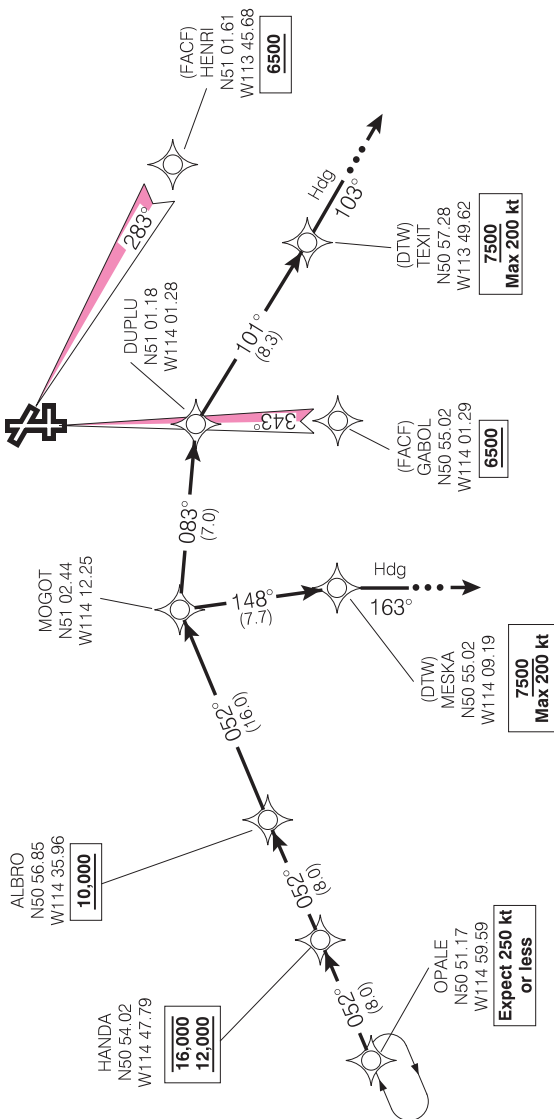 (FACF)
HENRI
N51 01.61
W113 45.68
6500
283°
DUPLU
N51 01.18
W114 01.28
Hdg
103°
(DTW)
TEXIT
N50 57.28
W113 49.62
7500
Max 200 kt
101°
(8.3)
343°
(FACF)
GABOL
N50 55.02
W114 01.29
6500
083°
(7.0)
MOGOT
N51 02.44
W114 12.25
148°
(7.7)
Hdg
163°
(DTW)
MESKA
N50 55.02
W114 09.19
7500
Max 200 kt
052°
(16.0)
ALBRO
N50 56.85
W114 35.96
10,000
052°
(8.0)
HANDA
N50 54.02
W114 47.79
16,000
12,000
052°
(8.0)
OPALE
N50 51.17
W114 59.59
Expect 250 kt
or less